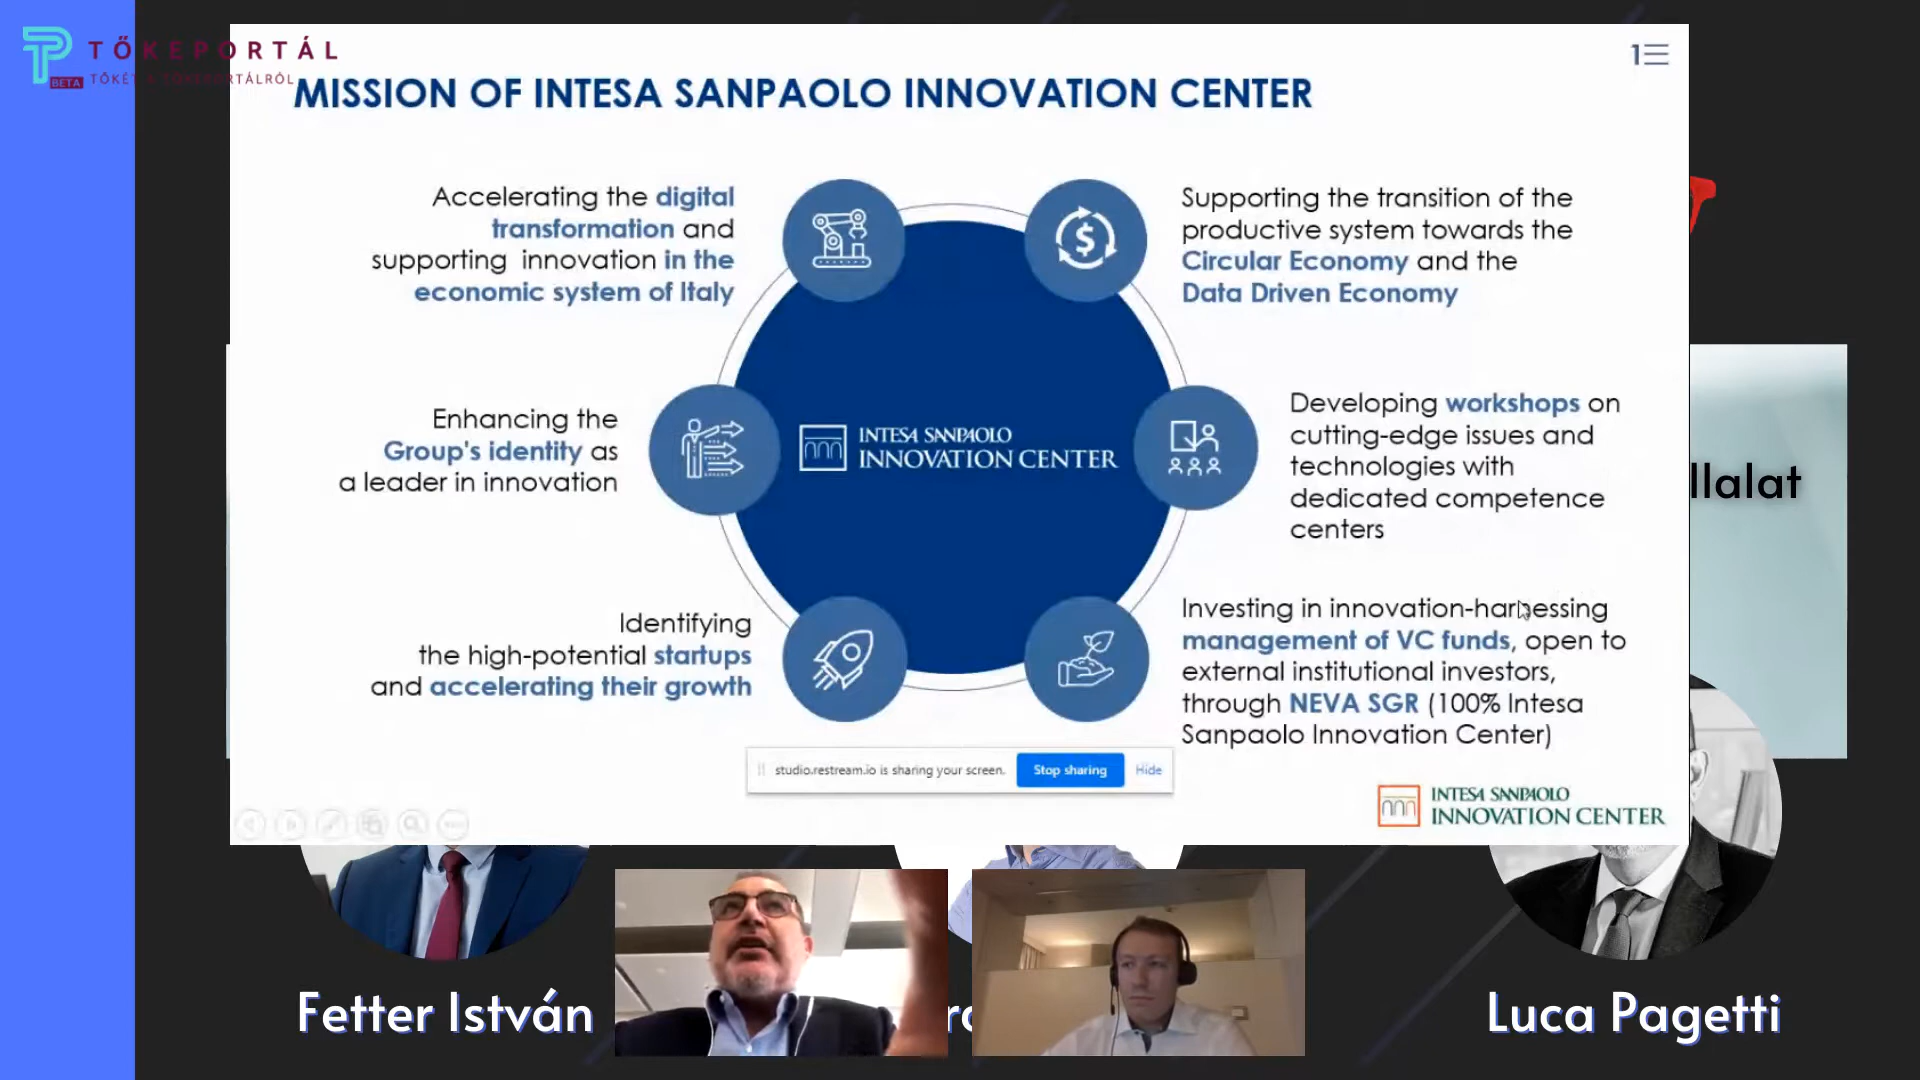 TŐKEPORTÁL
BETA
MISSION OF INTESA SANPAOLO INNOVATION CENTER
1
Accelerating the digital
transformation and
supporting innovation in the
economic system of Italy
Supporting the transition of the
productive system towards the
Circular Economy and the
Data Driven Economy
Enhancing the
Group's identity as
a leader in innovation
INTESA SANPAOLO
INNOVATION CENTER
Developing workshops on
cutting-edge issues and
technologies with
dedicated competence
centers
llalat
Identifying
the high-potential startups
and accelerating their growth
Investing in innovation-harnessing
management of VC funds, open to
external institutional investors,
through NEVA SGR (100% Intesa
Sanpaolo Innovation Center)
studio.restream.io is sharing your screen.
Stop sharing
Hide
INTESA SANPAOLO
INNOVATION CENTER
Fetter István
Luca Pagetti